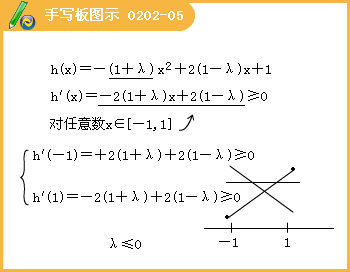 手写板图示 0202-05
h(x)=-(1+λ)x²+2(1-λ)x+1
h'(x)=-2(1+λ)x+2(1-λ)≥0
对任意数x∈[-1,1]
h'(-1)=+2(1+λ)+2(1-λ)≥0
h'(1)=-2(1+λ)+2(1-λ)≥0
λ≤0
-1 1